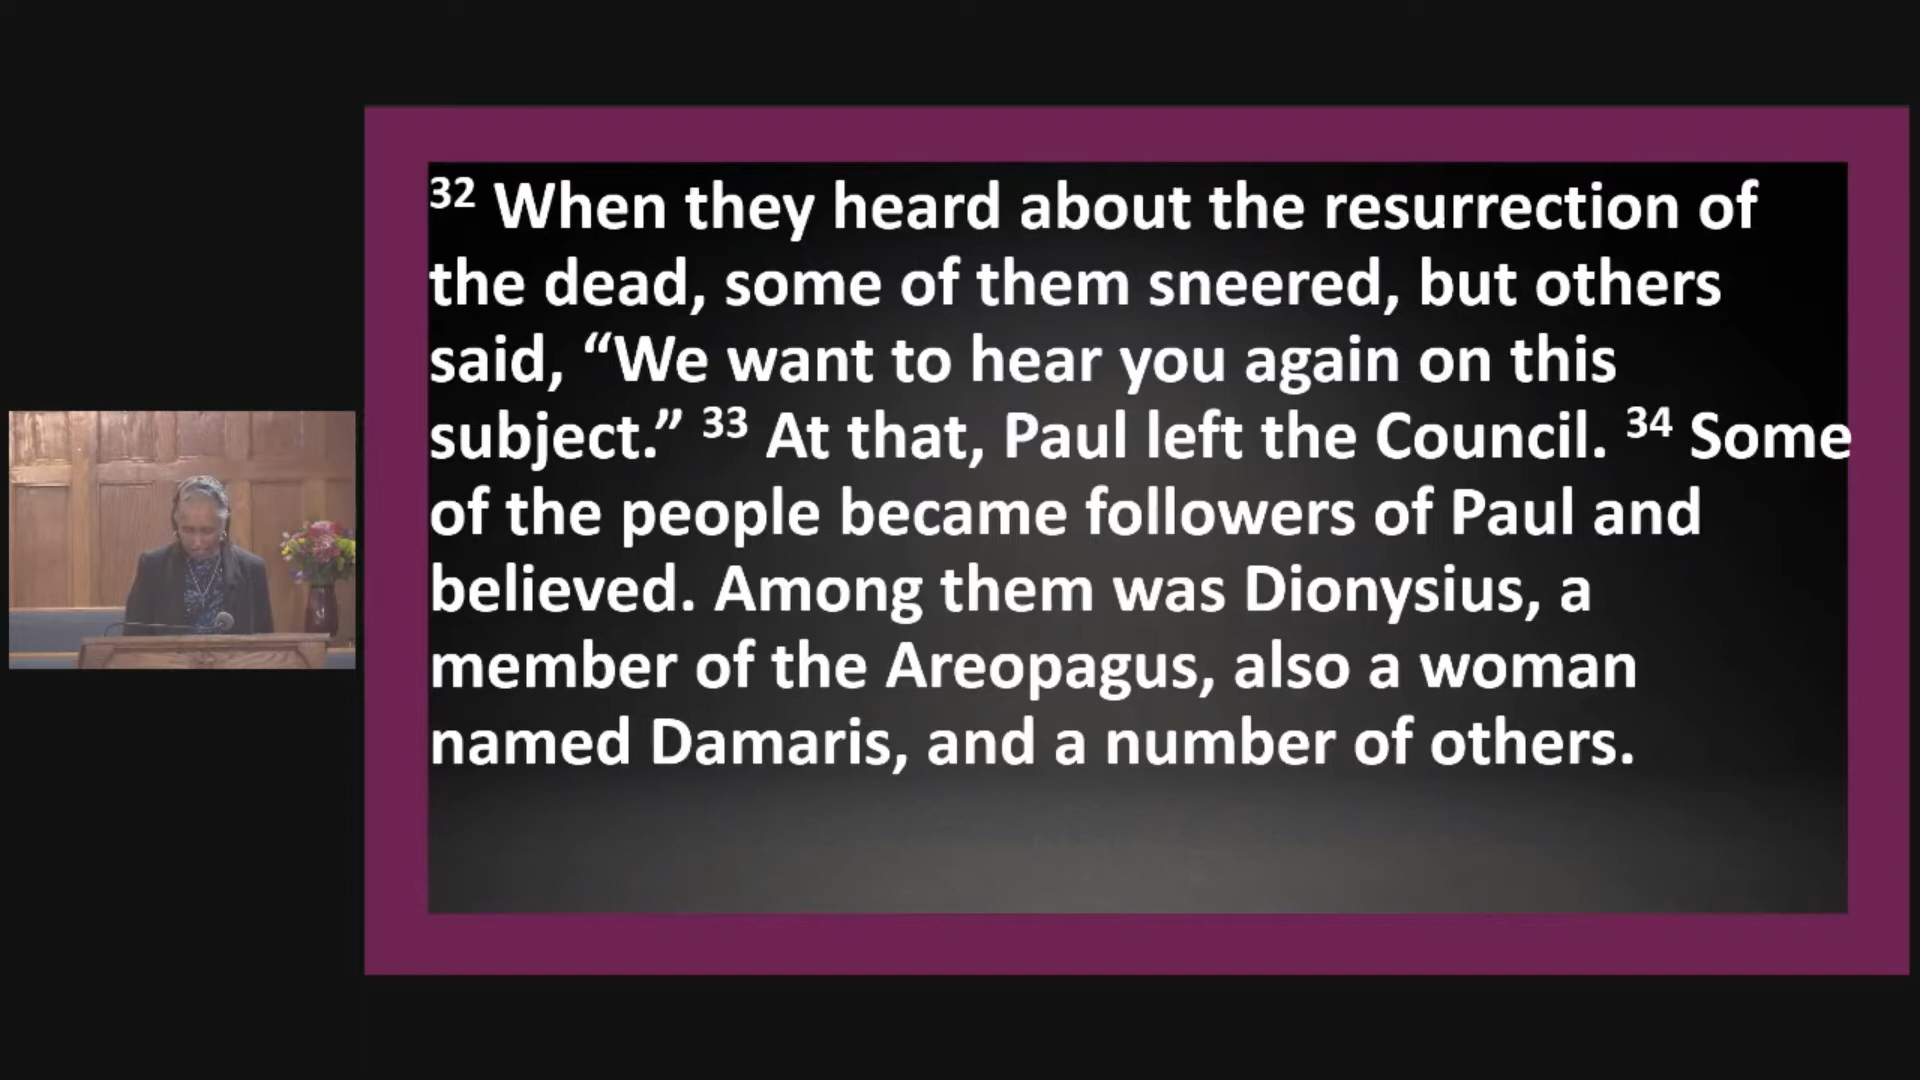 32 When they heard about the resurrection of
the dead, some of them sneered, but others
said, “We want to hear you again on this
subject.” 33 At that, Paul left the Council. 34 Some
of the people became followers of Paul and
believed. Among them was Dionysius, a
member of the Areopagus, also a woman
named Damaris, and a number of others.